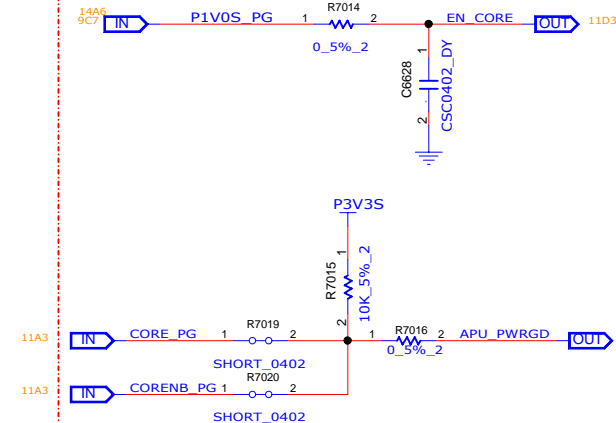 14A6
9C7
IN
P1V0S_PG
1
R7014
2
0_5%_2
EN_CORE
OUT
11D3
1
C6628
2
CSC0402_DY
P3V3S
1
R7015
2
10K_5%_2
11A3
IN
CORE_PG
1
R7019
2
SHORT_0402
1
R7016
2
0_5%_2
APU_PWRGD
OUT
11A3
IN
CORENB_PG
1
R7020
2
SHORT_0402